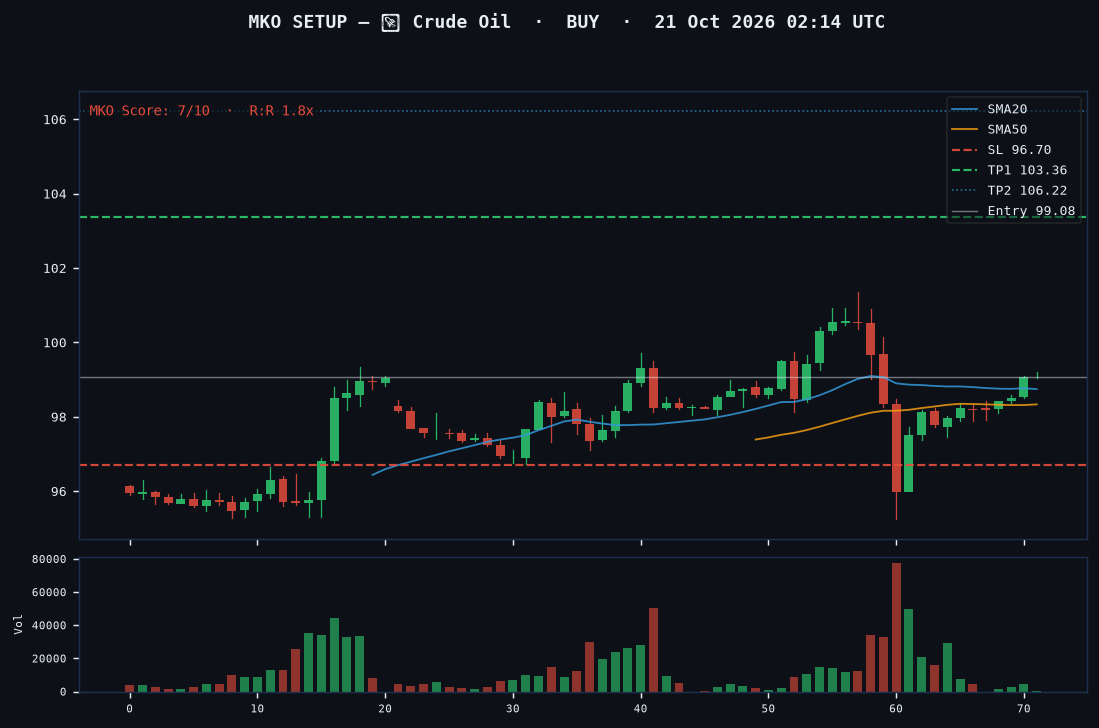 MKO SETUP — 🚀 Crude Oil · BUY · 21 Oct 2026 02:14 UTC
MKO Score: 7/10 · R:R 1.8x
SMA20
SMA50
SL 96.70
TP1 103.36
TP2 106.22
Entry 99.08
106
104
102
100
98
96
Vol
80000
60000
40000
20000
0
0
10
20
30
40
50
60
70